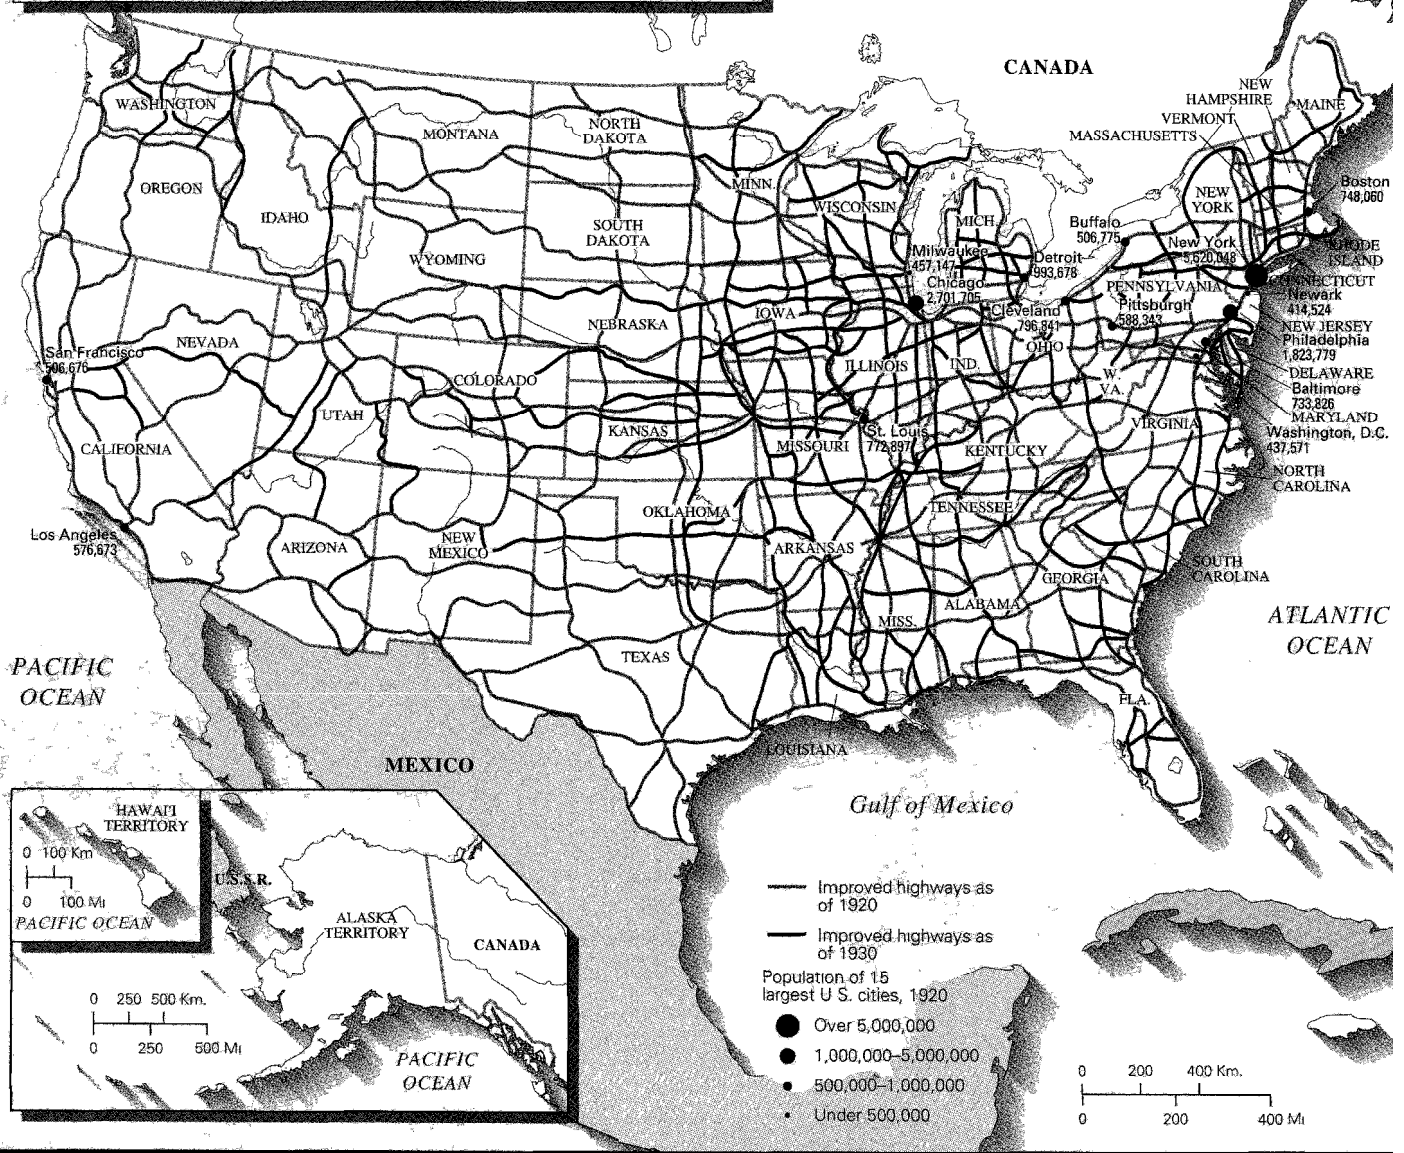 CANADA
NEW
HAMPSHIRE
VERMONT
MASSACHUSETTS
MAINE
WASHINGTON
MONTANA
NORTH
DAKOTA
MINN.
OREGON
IDAHO
WISCONSIN
MICH.
NEW
YORK
Boston
748,060
SOUTH
DAKOTA
Buffalo
506,775
WYOMING
Milwaukee
457,147
Detroit
993,678
New York
5,620,048
RHODE
ISLAND
CONNECTICUT
Chicago
2,701,705
PENNSYLVANIA
Newark
414,524
Pittsburgh
588,343
Cleveland
796,841
NEBRASKA
IOWA
NEW JERSEY
Philadelphia
1,823,779
NEVADA
San Francisco
506,676
OHIO
ILLINOIS
IND.
DELAWARE
COLORADO
W.
VA.
Baltimore
733,826
UTAH
MARYLAND
KANSAS
St. Louis
772,897
VIRGINIA
Washington, D.C.
437,571
CALIFORNIA
MISSOURI
KENTUCKY
NORTH
CAROLINA
OKLAHOMA
TENNESSEE
Los Angeles
576,673
ARIZONA
NEW
MEXICO
ARKANSAS
SOUTH
CAROLINA
GEORGIA
ALABAMA
MISS.
ATLANTIC
OCEAN
TEXAS
PACIFIC
OCEAN
FLA.
LOUISIANA
MEXICO
Gulf of Mexico
HAWAI'I
TERRITORY
0 100 Km
0 100 Mi
PACIFIC OCEAN
U.S.S.R.
ALASKA
TERRITORY
CANADA
0 250 500 Km.
0 250 500 Mi
PACIFIC
OCEAN
Improved highways as
of 1920
Improved highways as
of 1930
Population of 15
largest U S. cities, 1920
Over 5,000,000
1,000,000–5,000,000
500,000–1,000,000
Under 500,000
0 200 400 Km.
0 200 400 Mi